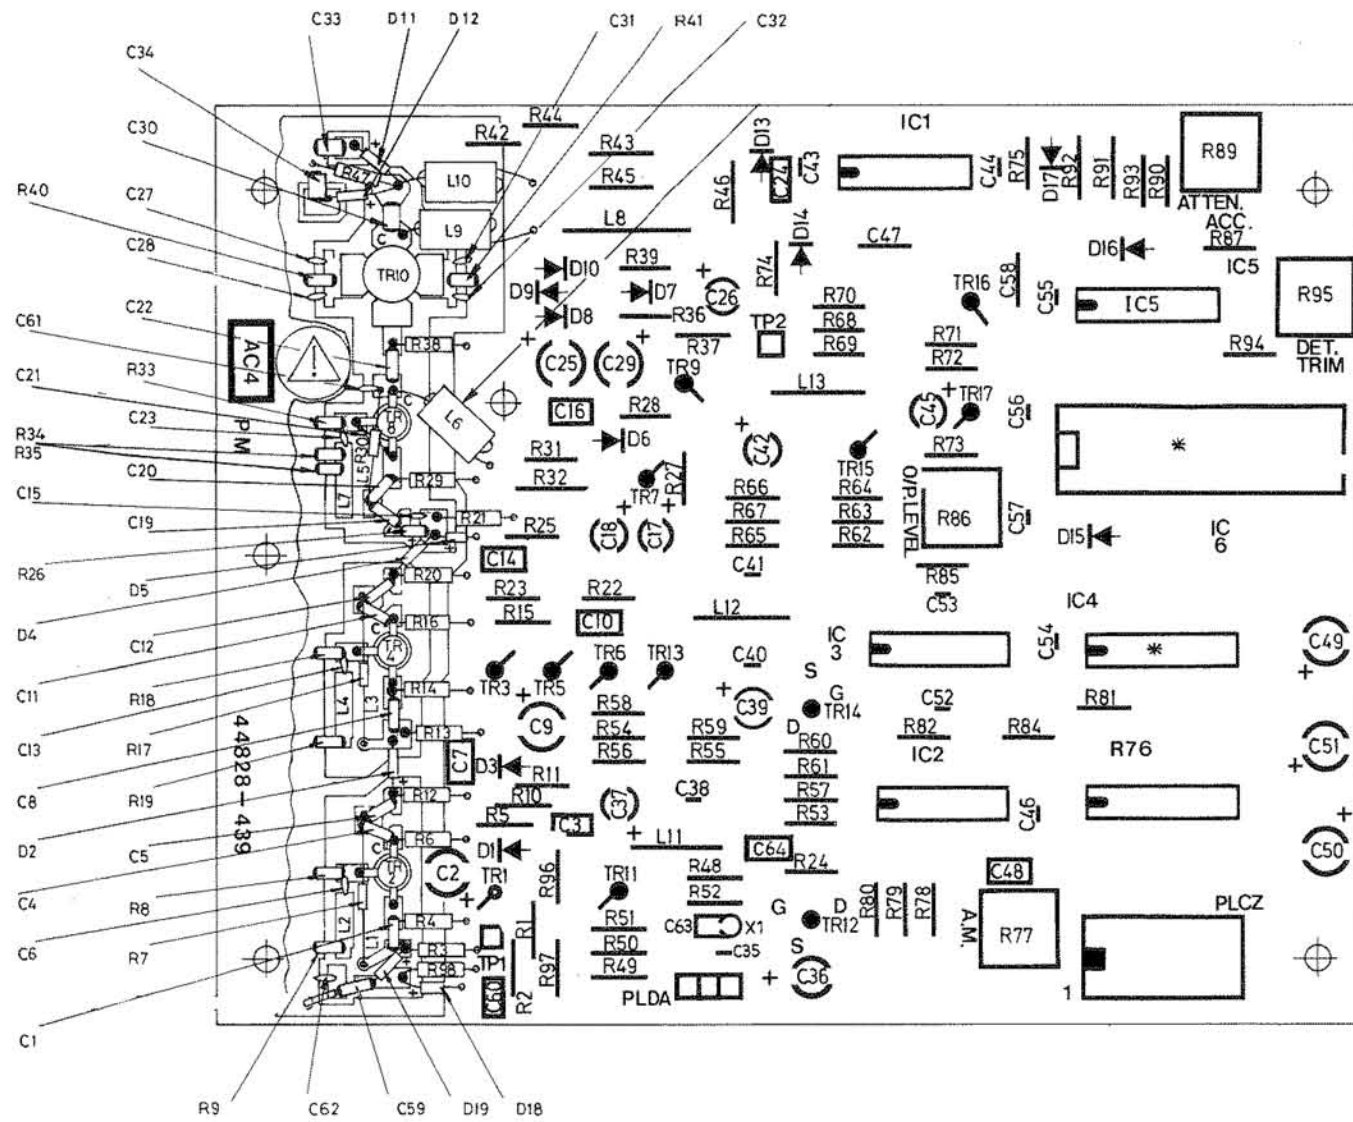 C33 D11 D12 C31 R41 C32
C34
C30
R40
C27
C28
C22
C61
R33
C21
C23
R34
R35
C20
C15
C19
R26
D5
D4
C12
C11
R18
C13
R17
C8
R19
D2
C5
C4
R8
C6
R7
C1
R9 C62 C59 D19 D18
R44
R42
R43
R45
R47
L10
L9
C
TR10
L8
R46
D13
C24
C43
IC1
C44
R75
D17
R92
R91
R93
R90
R89
ATTEN.
ACC.
R87
IC5
D16
D14
R74
C47
D10
D9
D8
R39
D7
R36
R37
+
C26
TP2
R70
R68
R69
TR16
C58
C55
IC5
R95
DET.
TRIM
R94
R71
R72
AC4
!
R38
C
+
C25
+
C29
TR9
L13
L6
TR
8
R30
L5
L7
C16
R28
D6
+
C42
+
C45
TR17
C56
R73
*
PM
R29
R31
R32
TR7
R27
TR15
R66
R67
R65
R64
R63
R62
O/P LEVEL
R86
C57
D15
IC
6
R21
R25
+
C18
+
C17
C14
C41
R85
C53
R20
R23
R22
R15
C10
L12
R16
C
TR
4
TR3
TR5
TR6
TR13
C40
IC
3
C54
IC4
*
C49
+
S
G
TR14
D
R14
L4
L3
+
C9
R58
R54
R56
R59
R55
+
C39
C52
R82
R84
R81
R13
C7
D3
R11
R10
R5
R60
R61
R57
R53
IC2
R76
C51
+
44828-439
R12
C38
C37
+
C3
C46
R6
C
TR
2
D1
L11
C64
R24
+
C50
C2
+
TR1
R96
TR11
R48
R52
C48
L2
L1
R4
R3
R98
R1
R51
R50
R49
C63
X1
C35
G
D
TR12
S
R80
R79
R78
A.M.
R77
PLCZ
TP1
C60
R2
R97
PLDA
+
C36
1